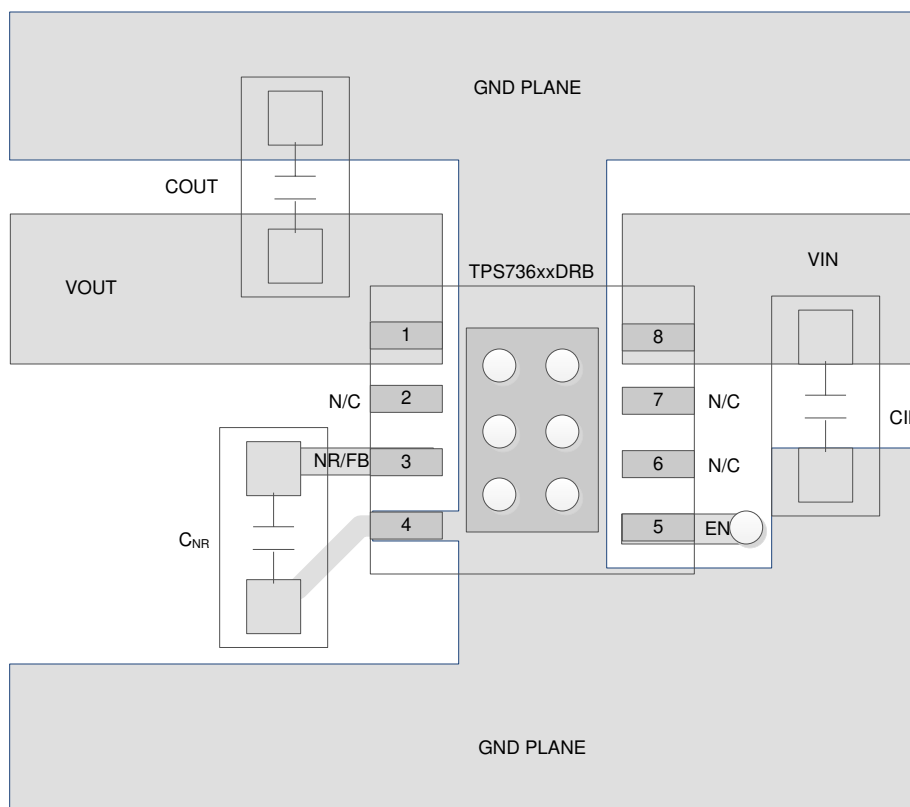 GND PLANE
COUT
TPS736xxDRB
VIN
VOUT
1
8
N/C
2
7
N/C
CI
NR/FB
3
6
N/C
4
5
EN
CNR
GND PLANE